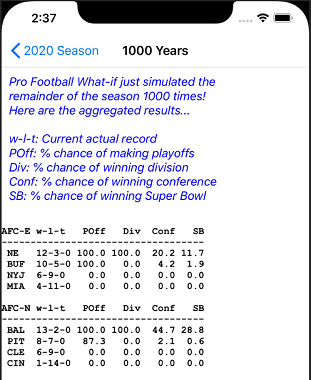 2:37
2020 Season
1000 Years
Pro Football What-if just simulated the
remainder of the season 1000 times!
Here are the aggregated results...
w-l-t: Current actual record
POff: % chance of making playoffs
Div: % chance of winning division
Conf: % chance of winning conference
SB: % chance of winning Super Bowl
AFC-E w-l-t POff Div Conf SB
NE 12-3-0 100.0 100.0 20.2 11.7
BUF 10-5-0 100.0 0.0 4.2 1.9
NYJ 6-9-0 0.0 0.0 0.0 0.0
MIA 4-11-0 0.0 0.0 0.0 0.0
AFC-N w-l-t POff Div Conf SB
BAL 13-2-0 100.0 100.0 44.7 28.8
PIT 8-7-0 87.3 0.0 2.1 0.6
CLE 6-9-0 0.0 0.0 0.0 0.0
CIN 1-14-0 0.0 0.0 0.0 0.0